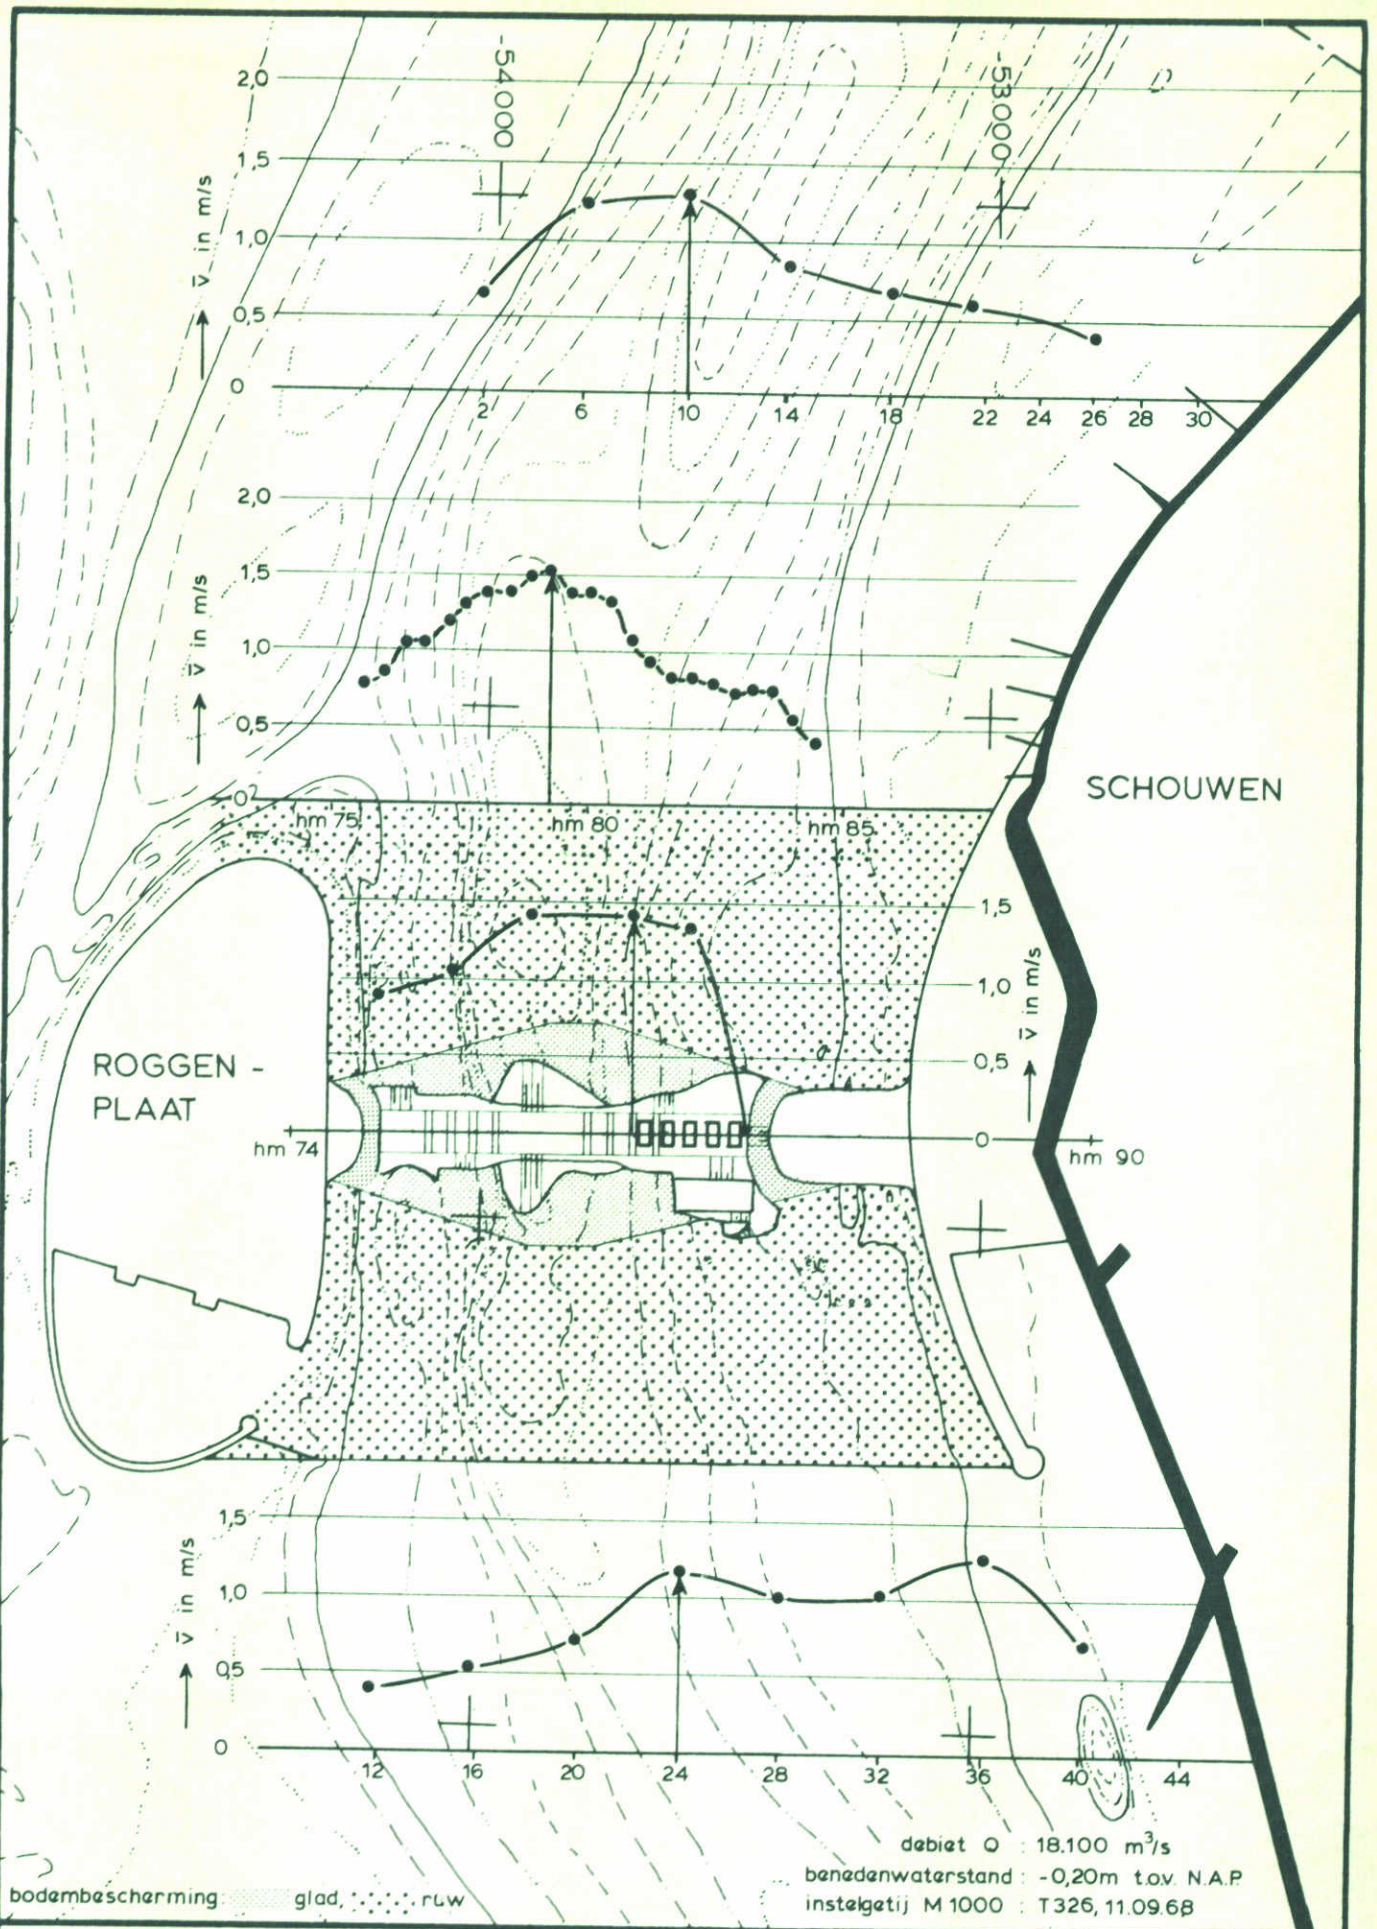 -54.000
-53.000
2,0
1,5
1,0
0,5
0
v̄ in m/s
2 6 10 14 18 22 24 26 28 30
2,0
1,5
1,0
0,5
0
v̄ in m/s
hm 75 hm 80 hm 85
SCHOUWEN
1,5
1,0
0,5
0
v̄ in m/s
ROGGEN -
PLAAT
hm 74
hm 90
1,5
1,0
0,5
0
v̄ in m/s
12 16 20 24 28 32 36 40 44
debiet Q : 18.100 m³/s
benedenwaterstand : -0,20m t.o.v. N.A.P.
instelgetij M 1000 : T326, 11.09.68
bodembescherming: glad, ruw